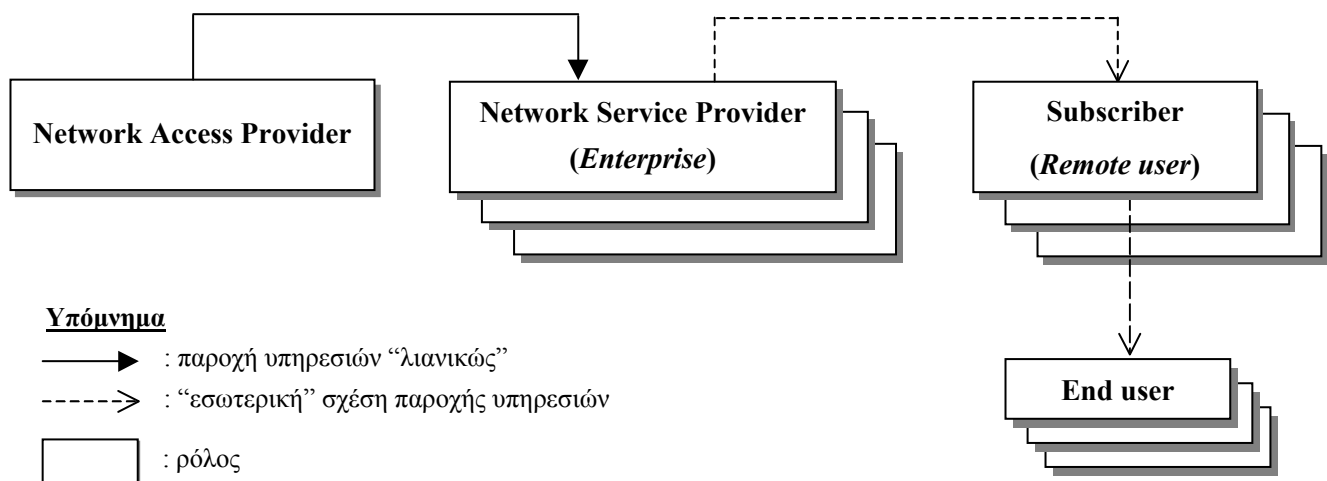 Network Access Provider
Network Service Provider
(Enterprise)
Subscriber
(Remote user)
End user
Υπόμνημα
: παροχή υπηρεσιών “λιανικώς”
: “εσωτερική” σχέση παροχής υπηρεσιών
: ρόλος